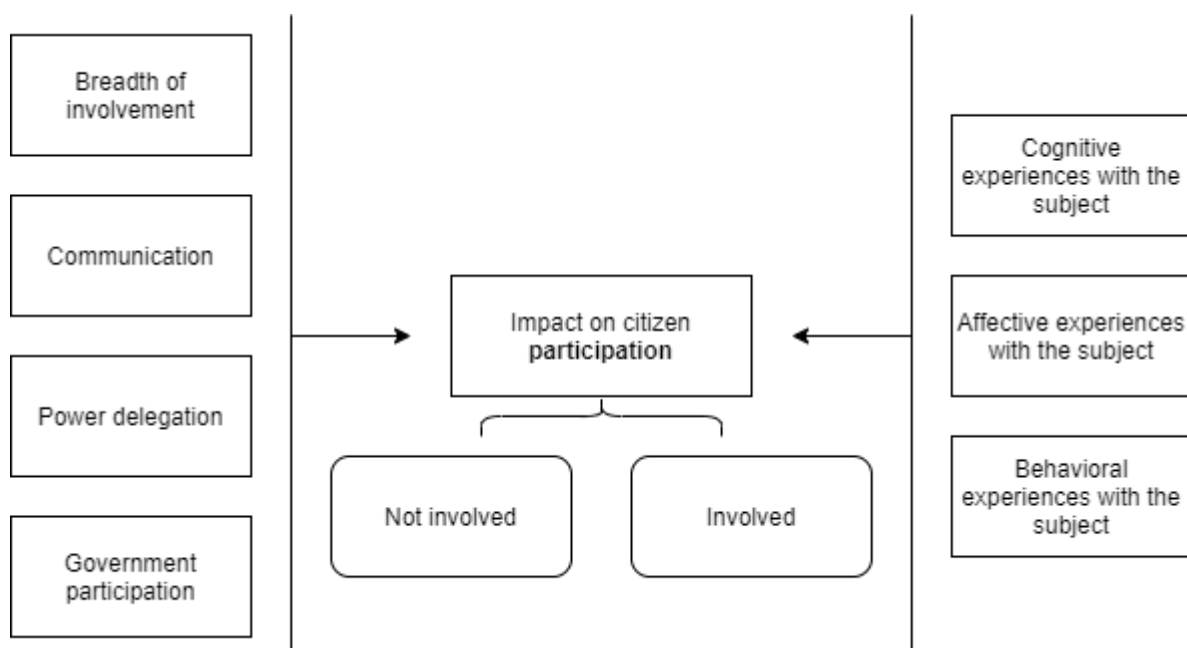 Breadth of
involvement
Communication
Power delegation
Government
participation
Impact on citizen
participation
Not involved
Involved
Cognitive
experiences with the
subject
Affective experiences
with the subject
Behavioral
experiences with the
subject